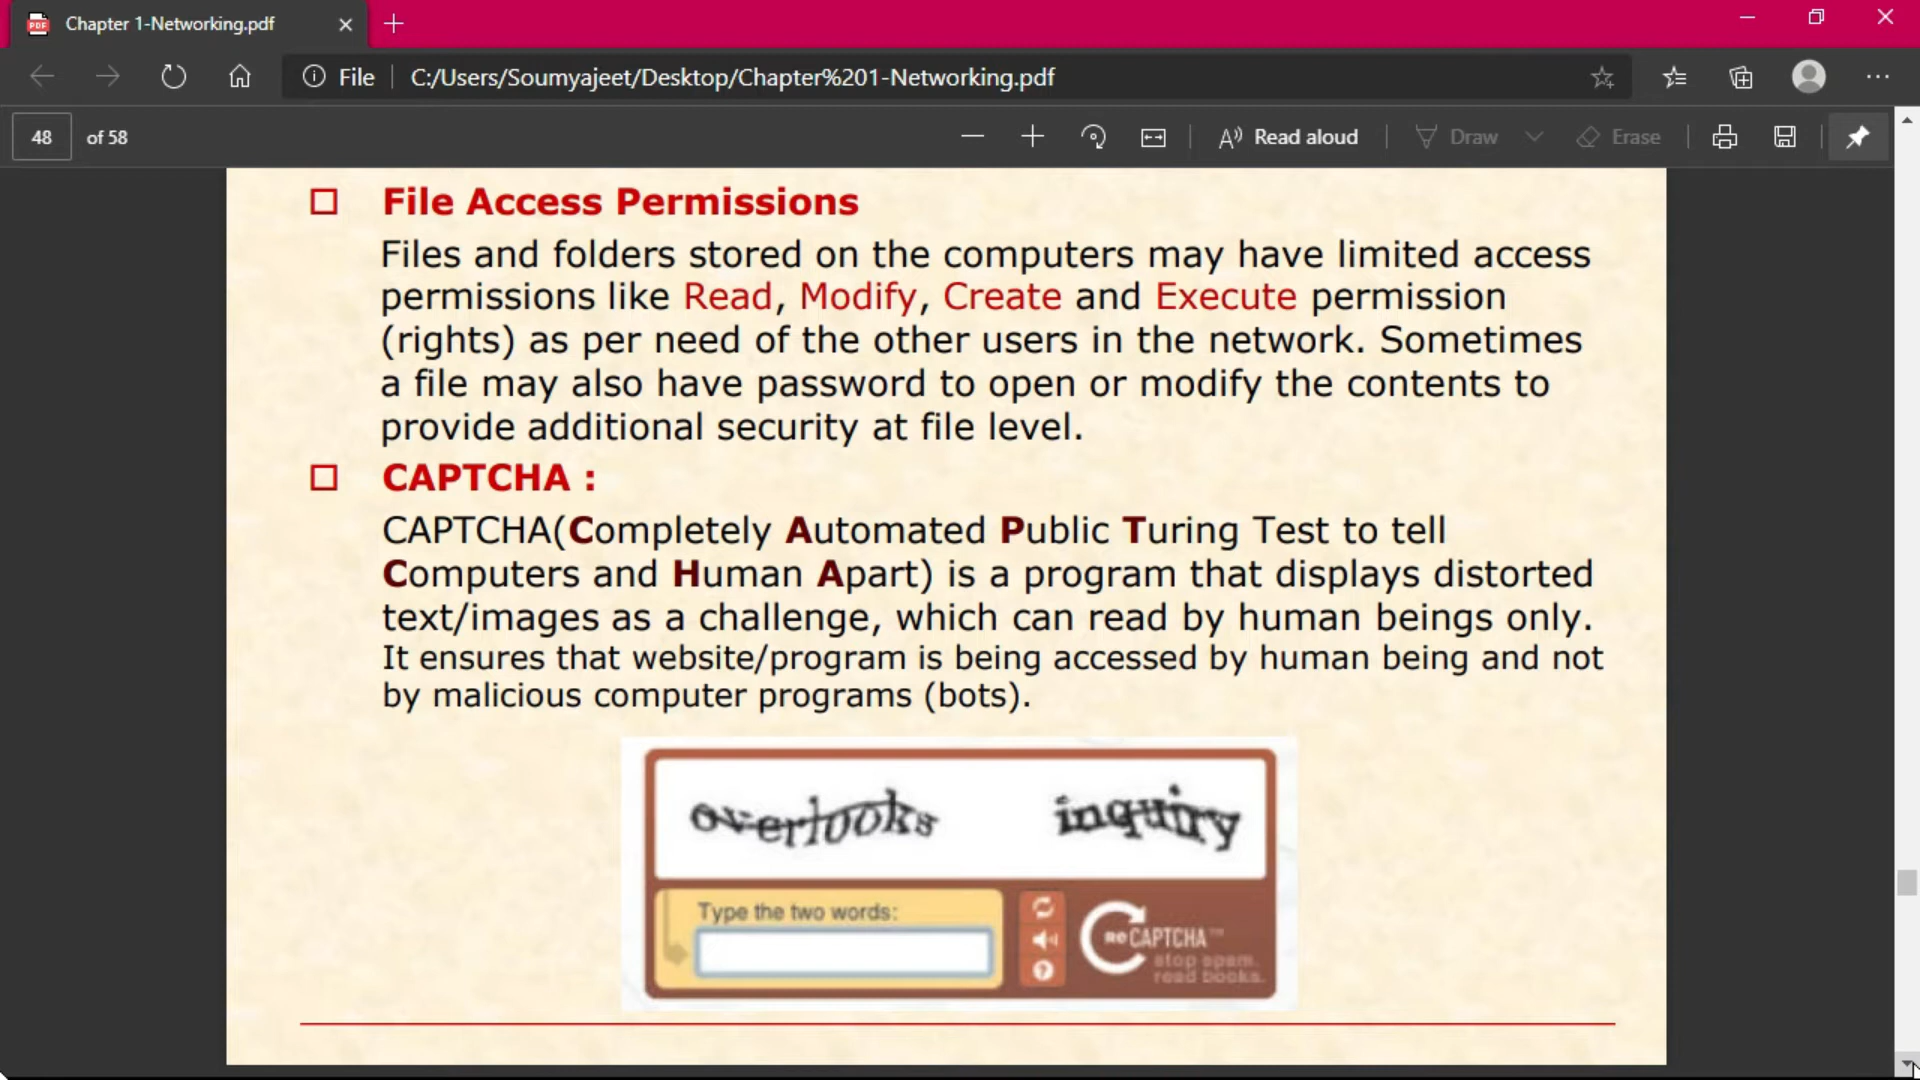 Chapter 1-Networking.pdf
File C:/Users/Soumyajeet/Desktop/Chapter%201-Networking.pdf
48 of 58 Read aloud Draw Erase
File Access Permissions
Files and folders stored on the computers may have limited access
permissions like Read, Modify, Create and Execute permission
(rights) as per need of the other users in the network. Sometimes
a file may also have password to open or modify the contents to
provide additional security at file level.
CAPTCHA :
CAPTCHA(Completely Automated Public Turing Test to tell
Computers and Human Apart) is a program that displays distorted
text/images as a challenge, which can read by human beings only.
It ensures that website/program is being accessed by human being and not
by malicious computer programs (bots).
overlooks inquiry
Type the two words:
reCAPTCHA™
stop spam.
read books.